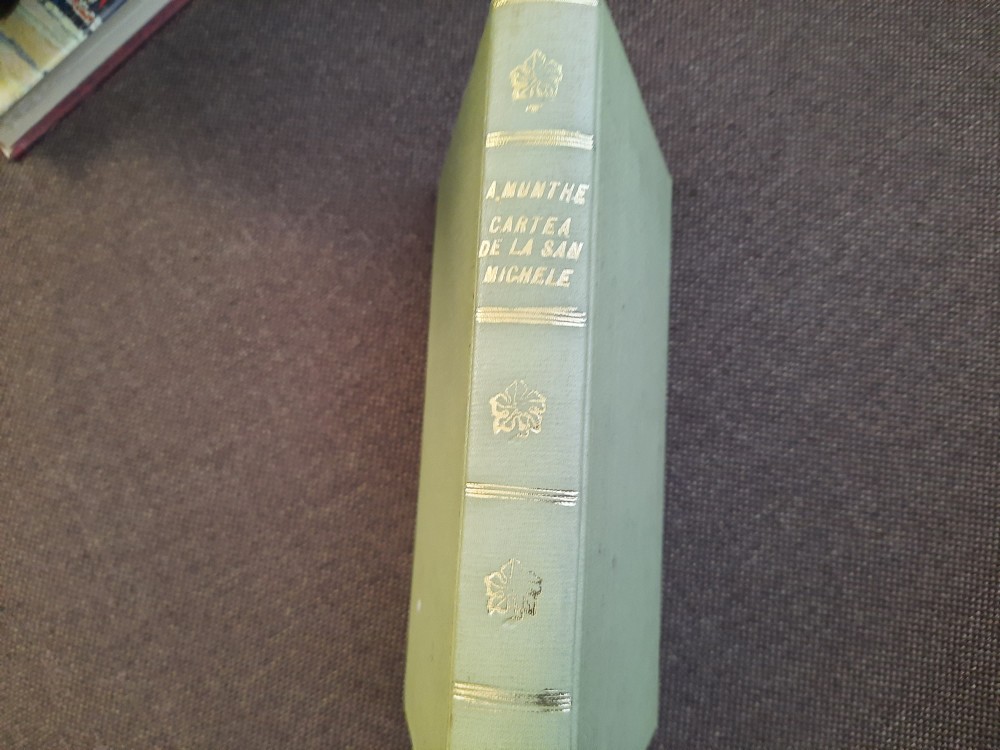 A. MUNTHE
CARTEA
DE LA SAN
MICHELE